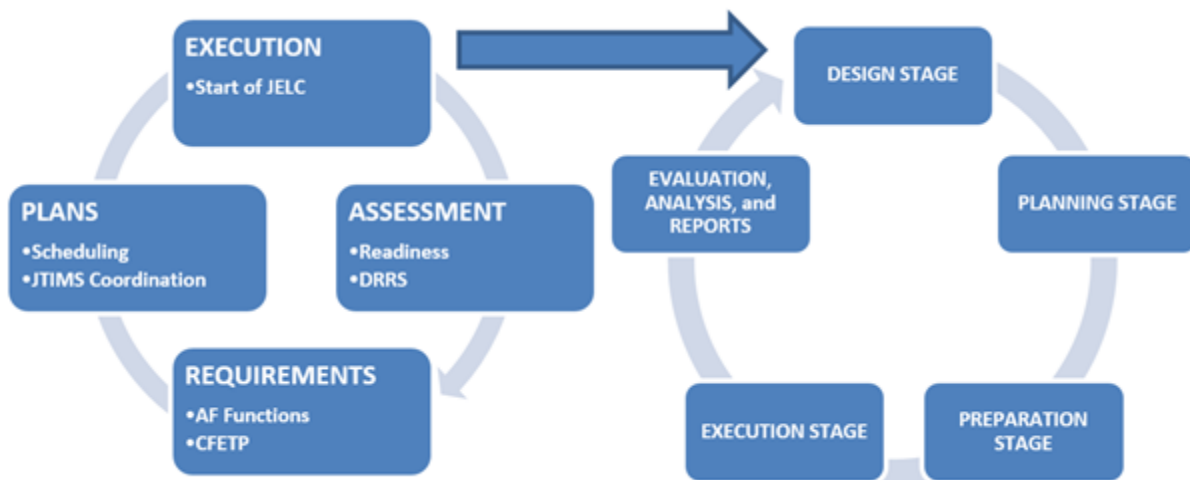 EXECUTION
•Start of JELC
PLANS
•Scheduling
•JTIMS Coordination
ASSESSMENT
•Readiness
•DRRS
REQUIREMENTS
•AF Functions
•CFETP
DESIGN STAGE
PLANNING STAGE
PREPARATION
STAGE
EXECUTION STAGE
EVALUATION,
ANALYSIS, and
REPORTS